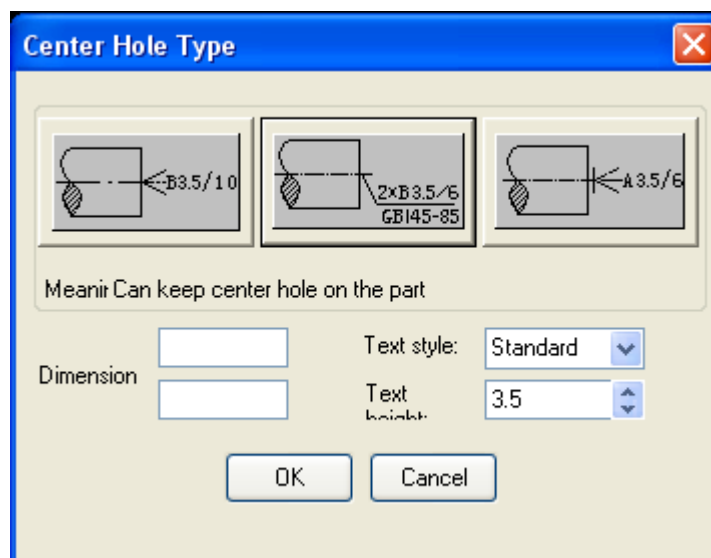 Center Hole Type
B3.5/10
2×B3.5/6
GB145-85
A3.5/6
Meanir Can keep center hole on the part
Dimension
Text style:
Standard
Text height:
3.5
OK
Cancel